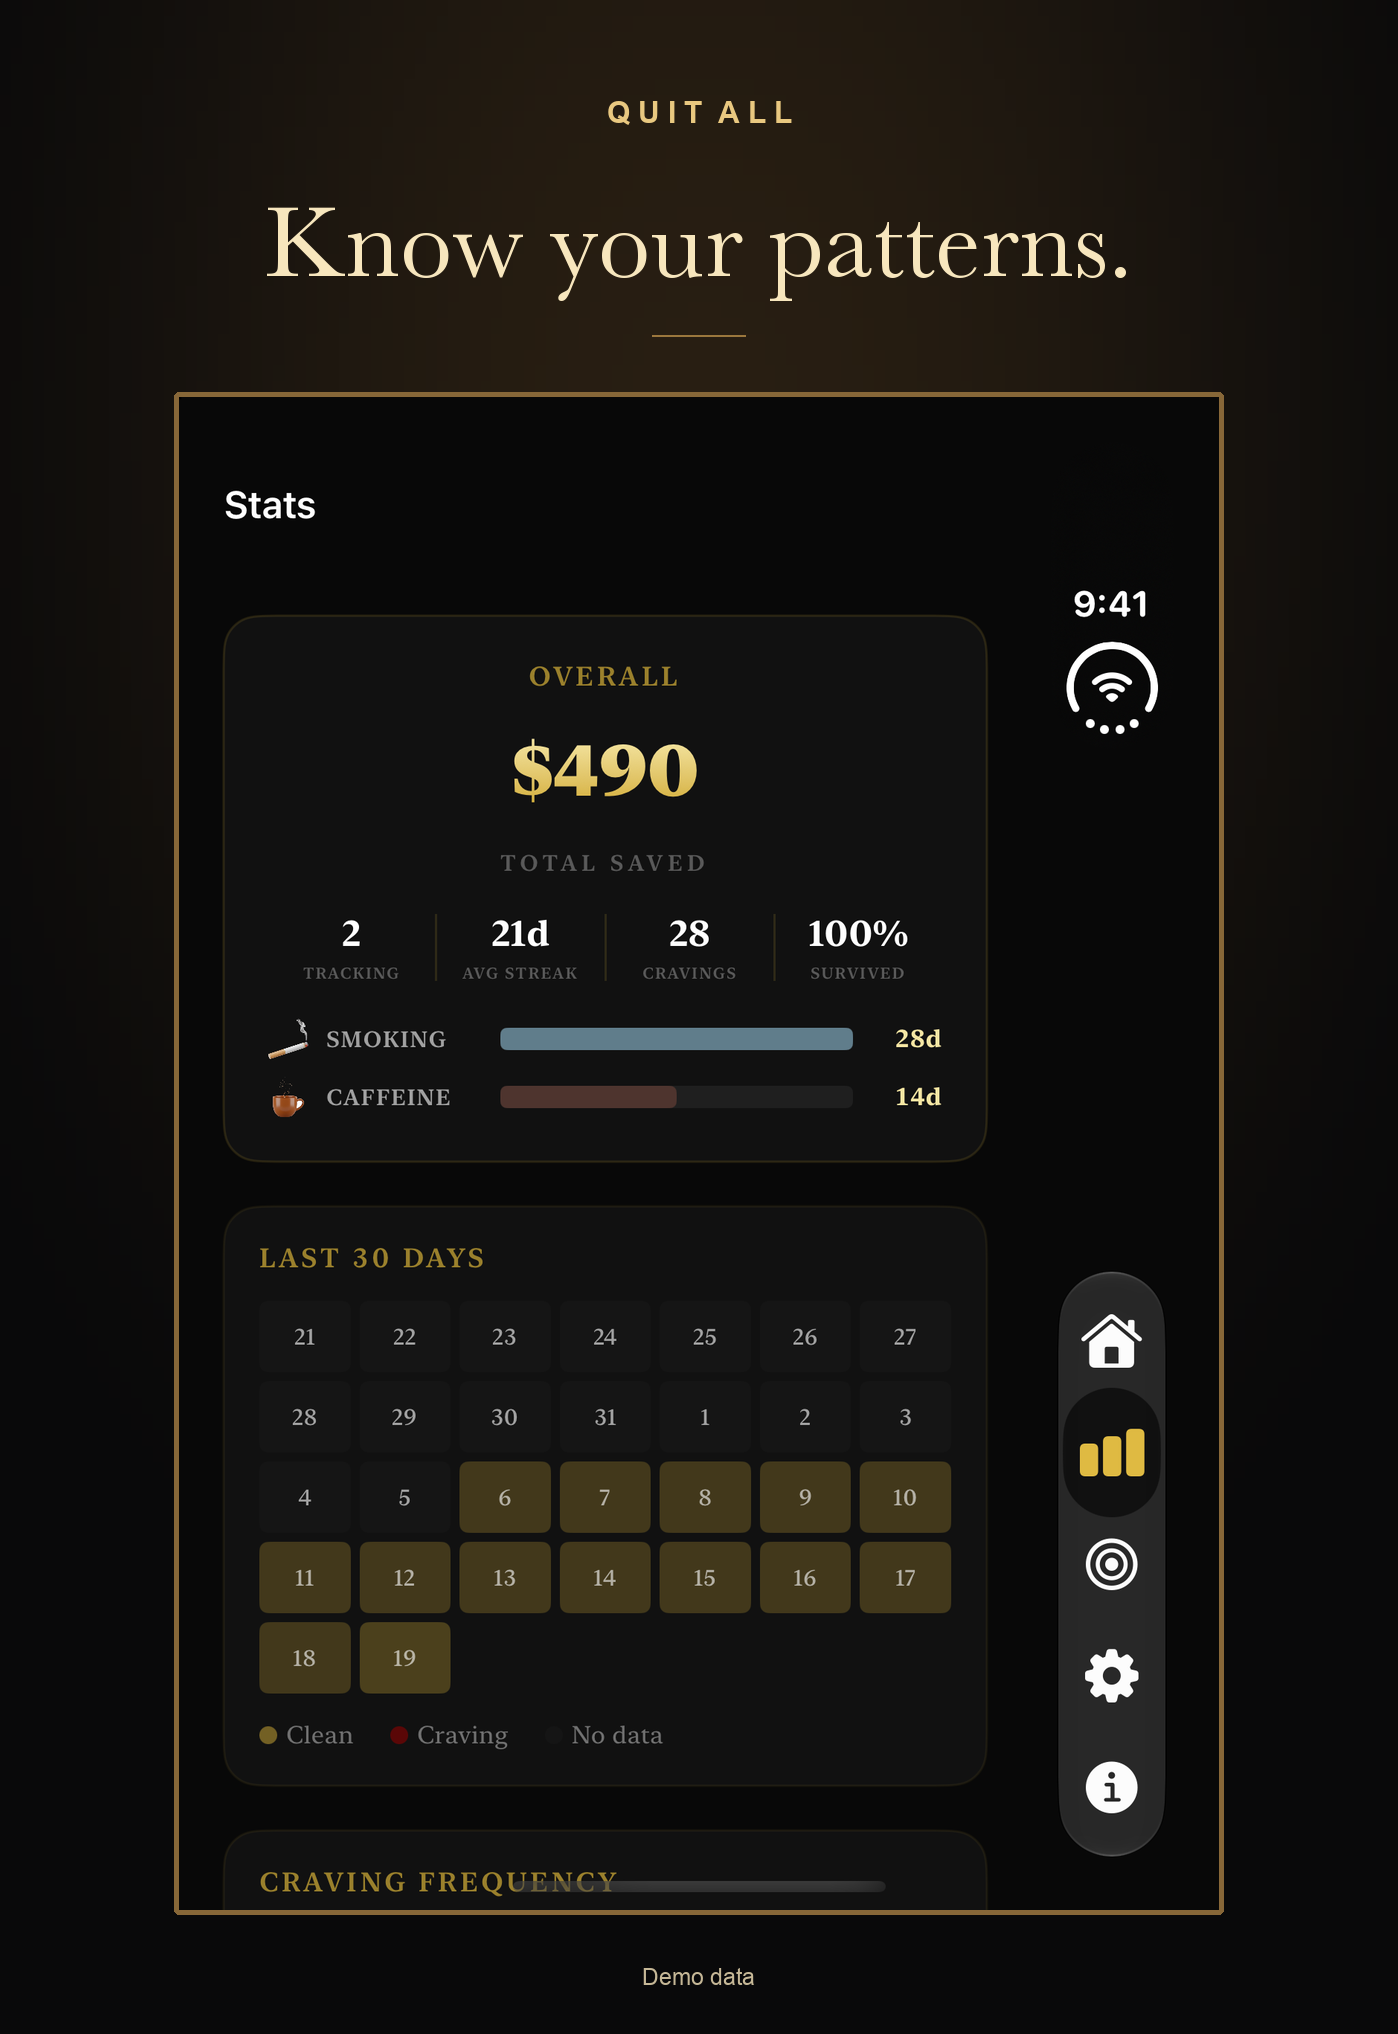 QUIT ALL
Know your patterns.
Stats
9:41
OVERALL
$490
TOTAL SAVED
2 21d 28 100%
TRACKING AVG STREAK CRAVINGS SURVIVED
SMOKING 28d
CAFFEINE 14d
LAST 30 DAYS
21 22 23 24 25 26 27
28 29 30 31 1 2 3
4 5 6 7 8 9 10
11 12 13 14 15 16 17
18 19
Clean Craving No data
CRAVING FREQUENCY
Demo data